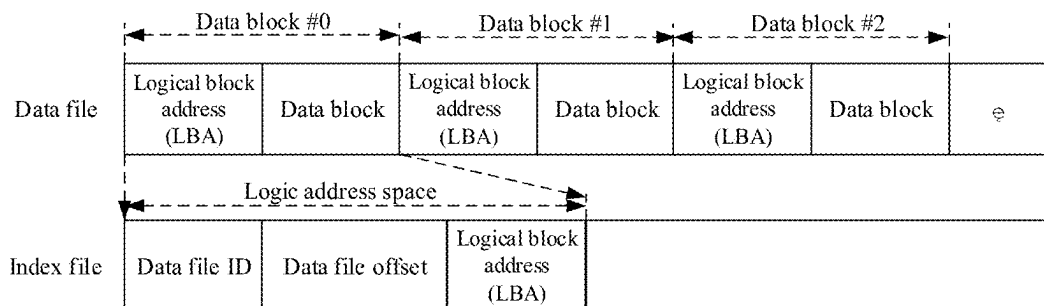 Data block #0
Data block #1
Data block #2
Data file
Logical block
address
(LBA)
Data block
Logical block
address
(LBA)
Data block
Logical block
address
(LBA)
Data block
Logic address space
Index file
Data file ID
Data file offset
Logical block
address
(LBA)